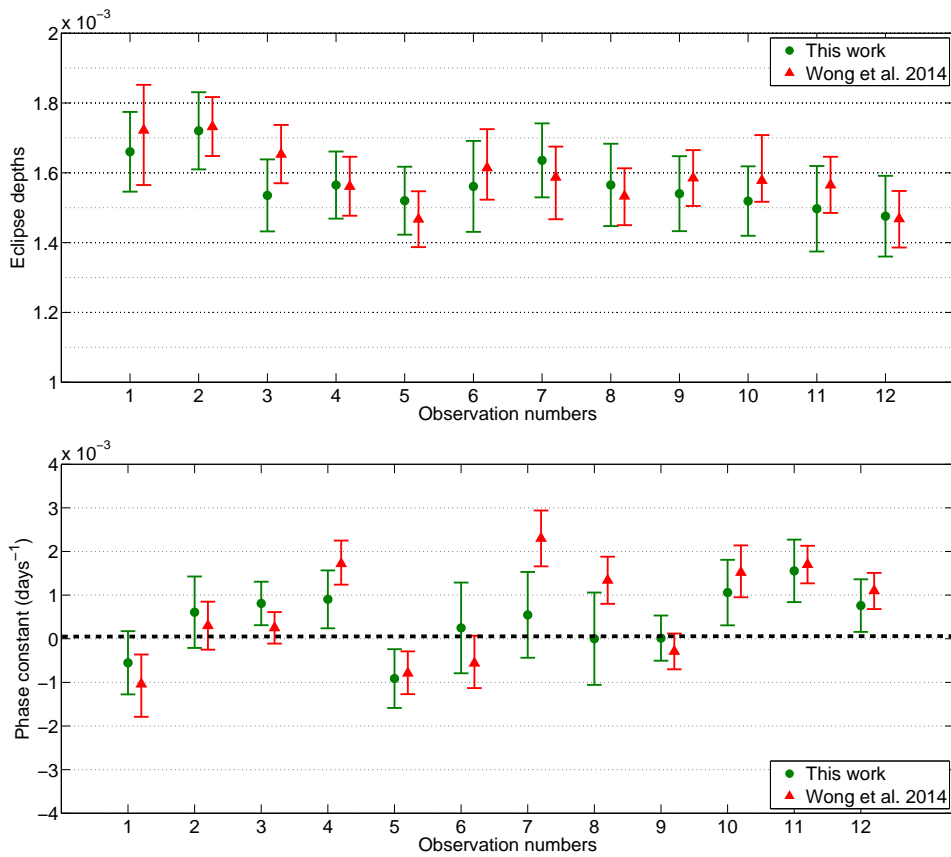 x 10−3
2
1.8
1.6
1.4
1.2
1
Eclipse depths
This work
Wong et al. 2014
1 2 3 4 5 6 7 8 9 10 11 12
Observation numbers
x 10−3
4
3
2
1
0
−1
−2
−3
−4
Phase constant (days−1)
This work
Wong et al. 2014
1 2 3 4 5 6 7 8 9 10 11 12
Observation numbers